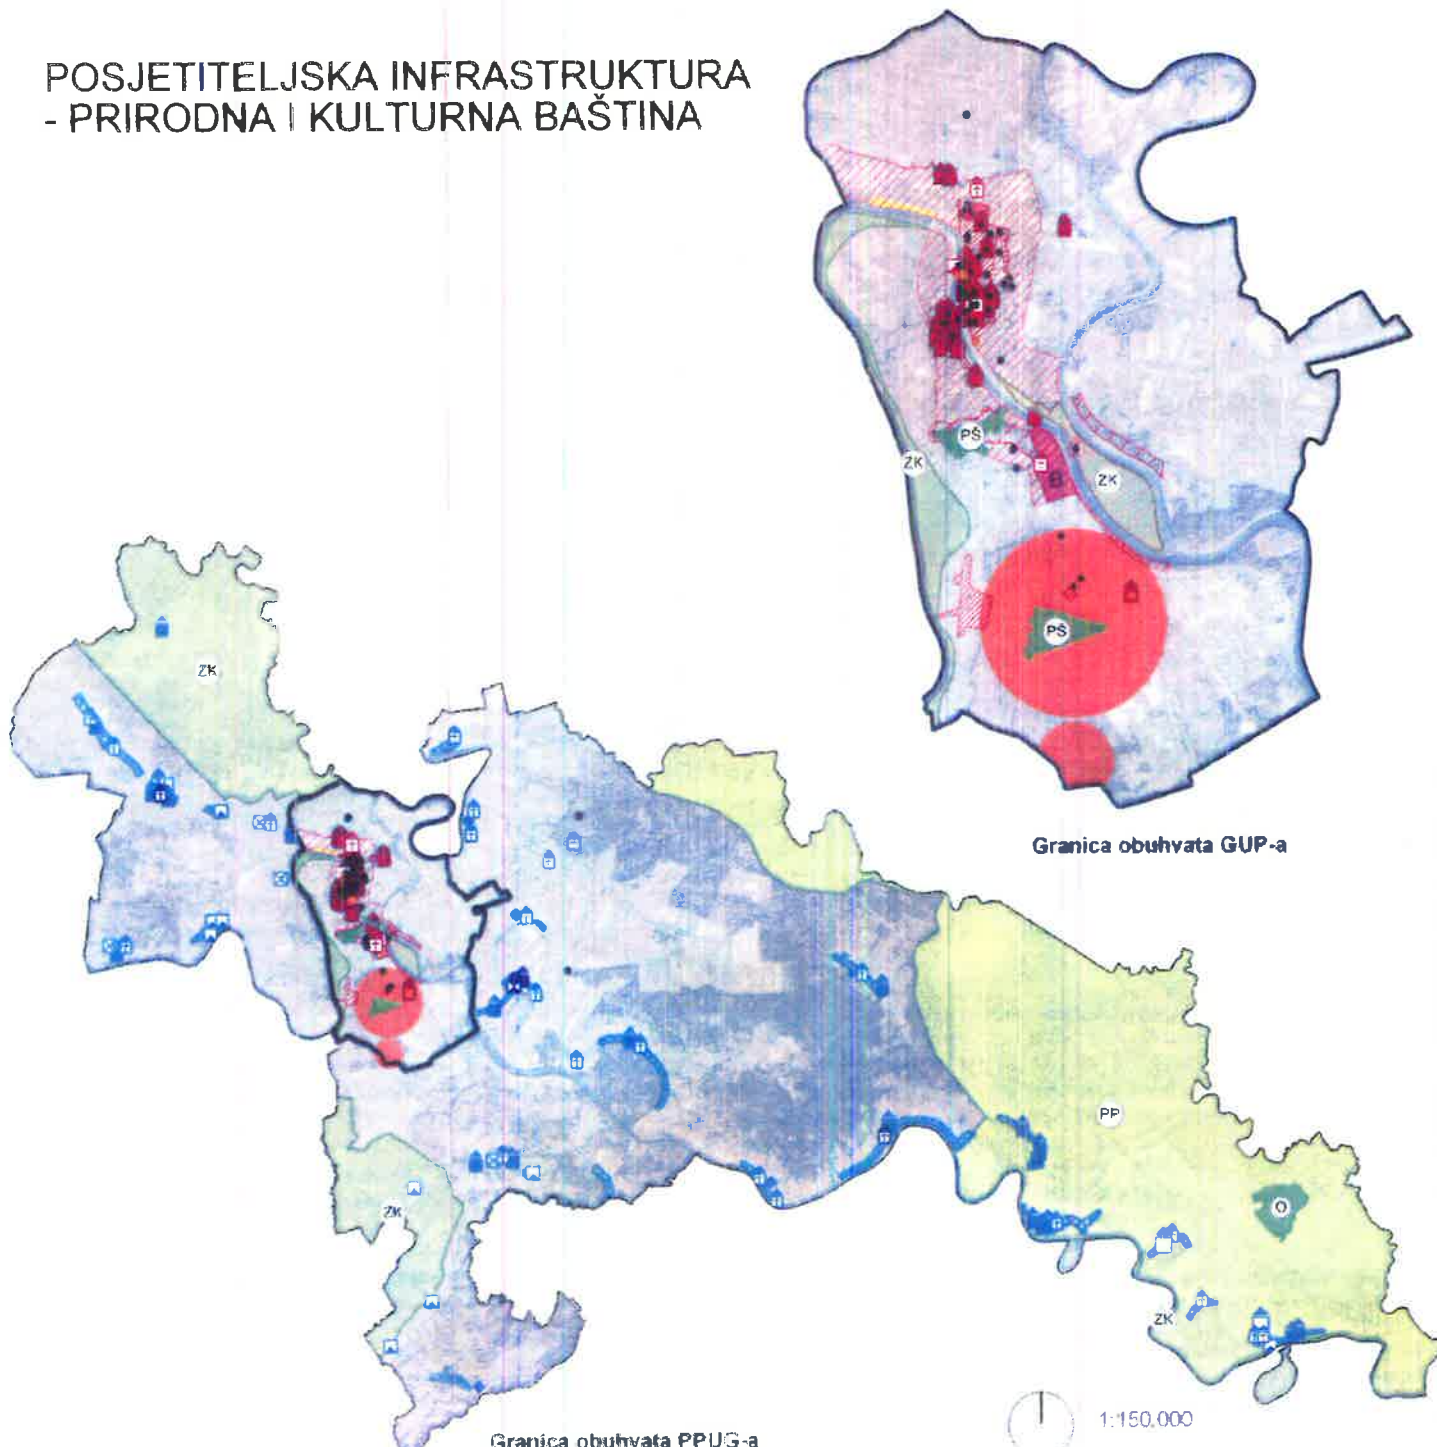 POSJETITELJSKA INFRASTRUKTURA
- PRIRODNA I KULTURNA BAŠTINA
PŠ
ZK
ZK
PŠ
ZK
Granica obuhvata GUP-a
PP
ZK
O
ZK
1:150.000
Granica obuhvata PPUG-a